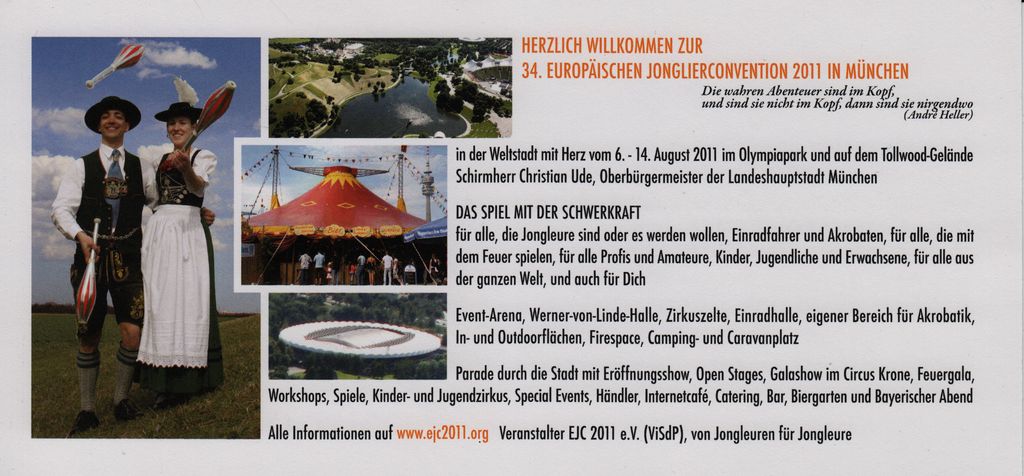 HERZLICH WILLKOMMEN ZUR
34. EUROPÄISCHEN JONGLIERCONVENTION 2011 IN MÜNCHEN
Die wahren Abenteuer sind im Kopf,
und sind sie nicht im Kopf, dann sind sie nirgendwo
(André Heller)
in der Weltstadt mit Herz vom 6. - 14. August 2011 im Olympiapark und auf dem Tollwood-Gelände
Schirmherr Christian Ude, Oberbürgermeister der Landeshauptstadt München
DAS SPIEL MIT DER SCHWERKRAFT
für alle, die Jongleure sind oder es werden wollen, Einradfahrer und Akrobaten, für alle, die mit
dem Feuer spielen, für alle Profis und Amateure, Kinder, Jugendliche und Erwachsene, für alle aus
der ganzen Welt, und auch für Dich
Event-Arena, Werner-von-Linde-Halle, Zirkuszelte, Einradhalle, eigener Bereich für Akrobatik,
In- und Outdoorflächen, Firespace, Camping- und Caravanplatz
Parade durch die Stadt mit Eröffnungsshow, Open Stages, Galashow im Circus Krone, Feuergala,
Workshops, Spiele, Kinder- und Jugendzirkus, Special Events, Händler, Internetcafé, Catering, Bar, Biergarten und Bayerischer Abend
Alle Informationen auf www.ejc2011.org Veranstalter EJC 2011 e.V. (ViSdP), von Jongleuren für Jongleure